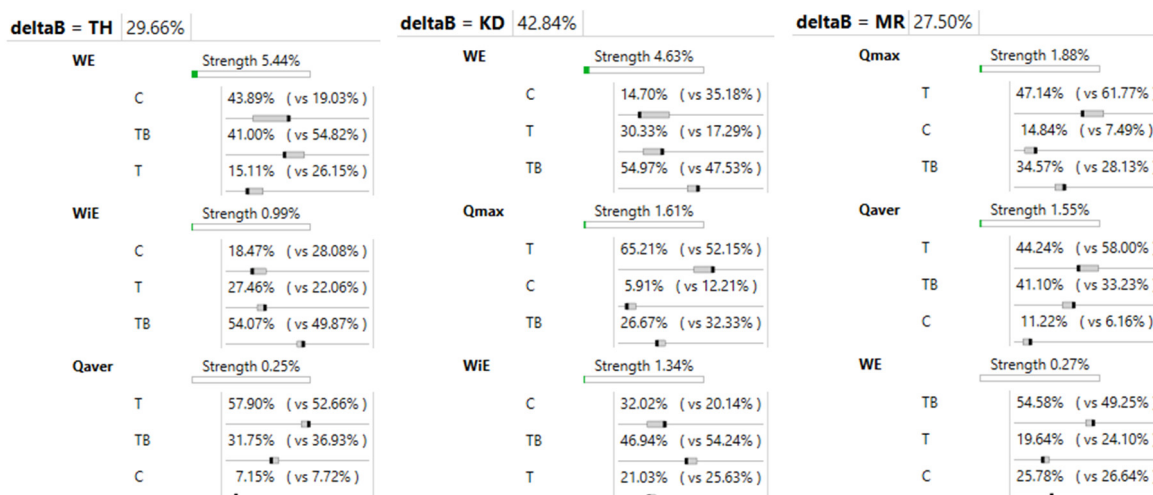 deltaB = TH 29.66%
WE Strength 5.44%
C 43.89% ( vs 19.03% )
TB 41.00% ( vs 54.82% )
T 15.11% ( vs 26.15% )
WiE Strength 0.99%
C 18.47% ( vs 28.08% )
T 27.46% ( vs 22.06% )
TB 54.07% ( vs 49.87% )
Qaver Strength 0.25%
T 57.90% ( vs 52.66% )
TB 31.75% ( vs 36.93% )
C 7.15% ( vs 7.72% )
deltaB = KD 42.84%
WE Strength 4.63%
C 14.70% ( vs 35.18% )
T 30.33% ( vs 17.29% )
TB 54.97% ( vs 47.53% )
Qmax Strength 1.61%
T 65.21% ( vs 52.15% )
C 5.91% ( vs 12.21% )
TB 26.67% ( vs 32.33% )
WiE Strength 1.34%
C 32.02% ( vs 20.14% )
TB 46.94% ( vs 54.24% )
T 21.03% ( vs 25.63% )
deltaB = MR 27.50%
Qmax Strength 1.88%
T 47.14% ( vs 61.77%
C 14.84% ( vs 7.49% )
TB 34.57% ( vs 28.13%
Qaver Strength 1.55%
T 44.24% ( vs 58.00%
TB 41.10% ( vs 33.23%
C 11.22% ( vs 6.16% )
WE Strength 0.27%
TB 54.58% ( vs 49.25%
T 19.64% ( vs 24.10%
C 25.78% ( vs 26.64%